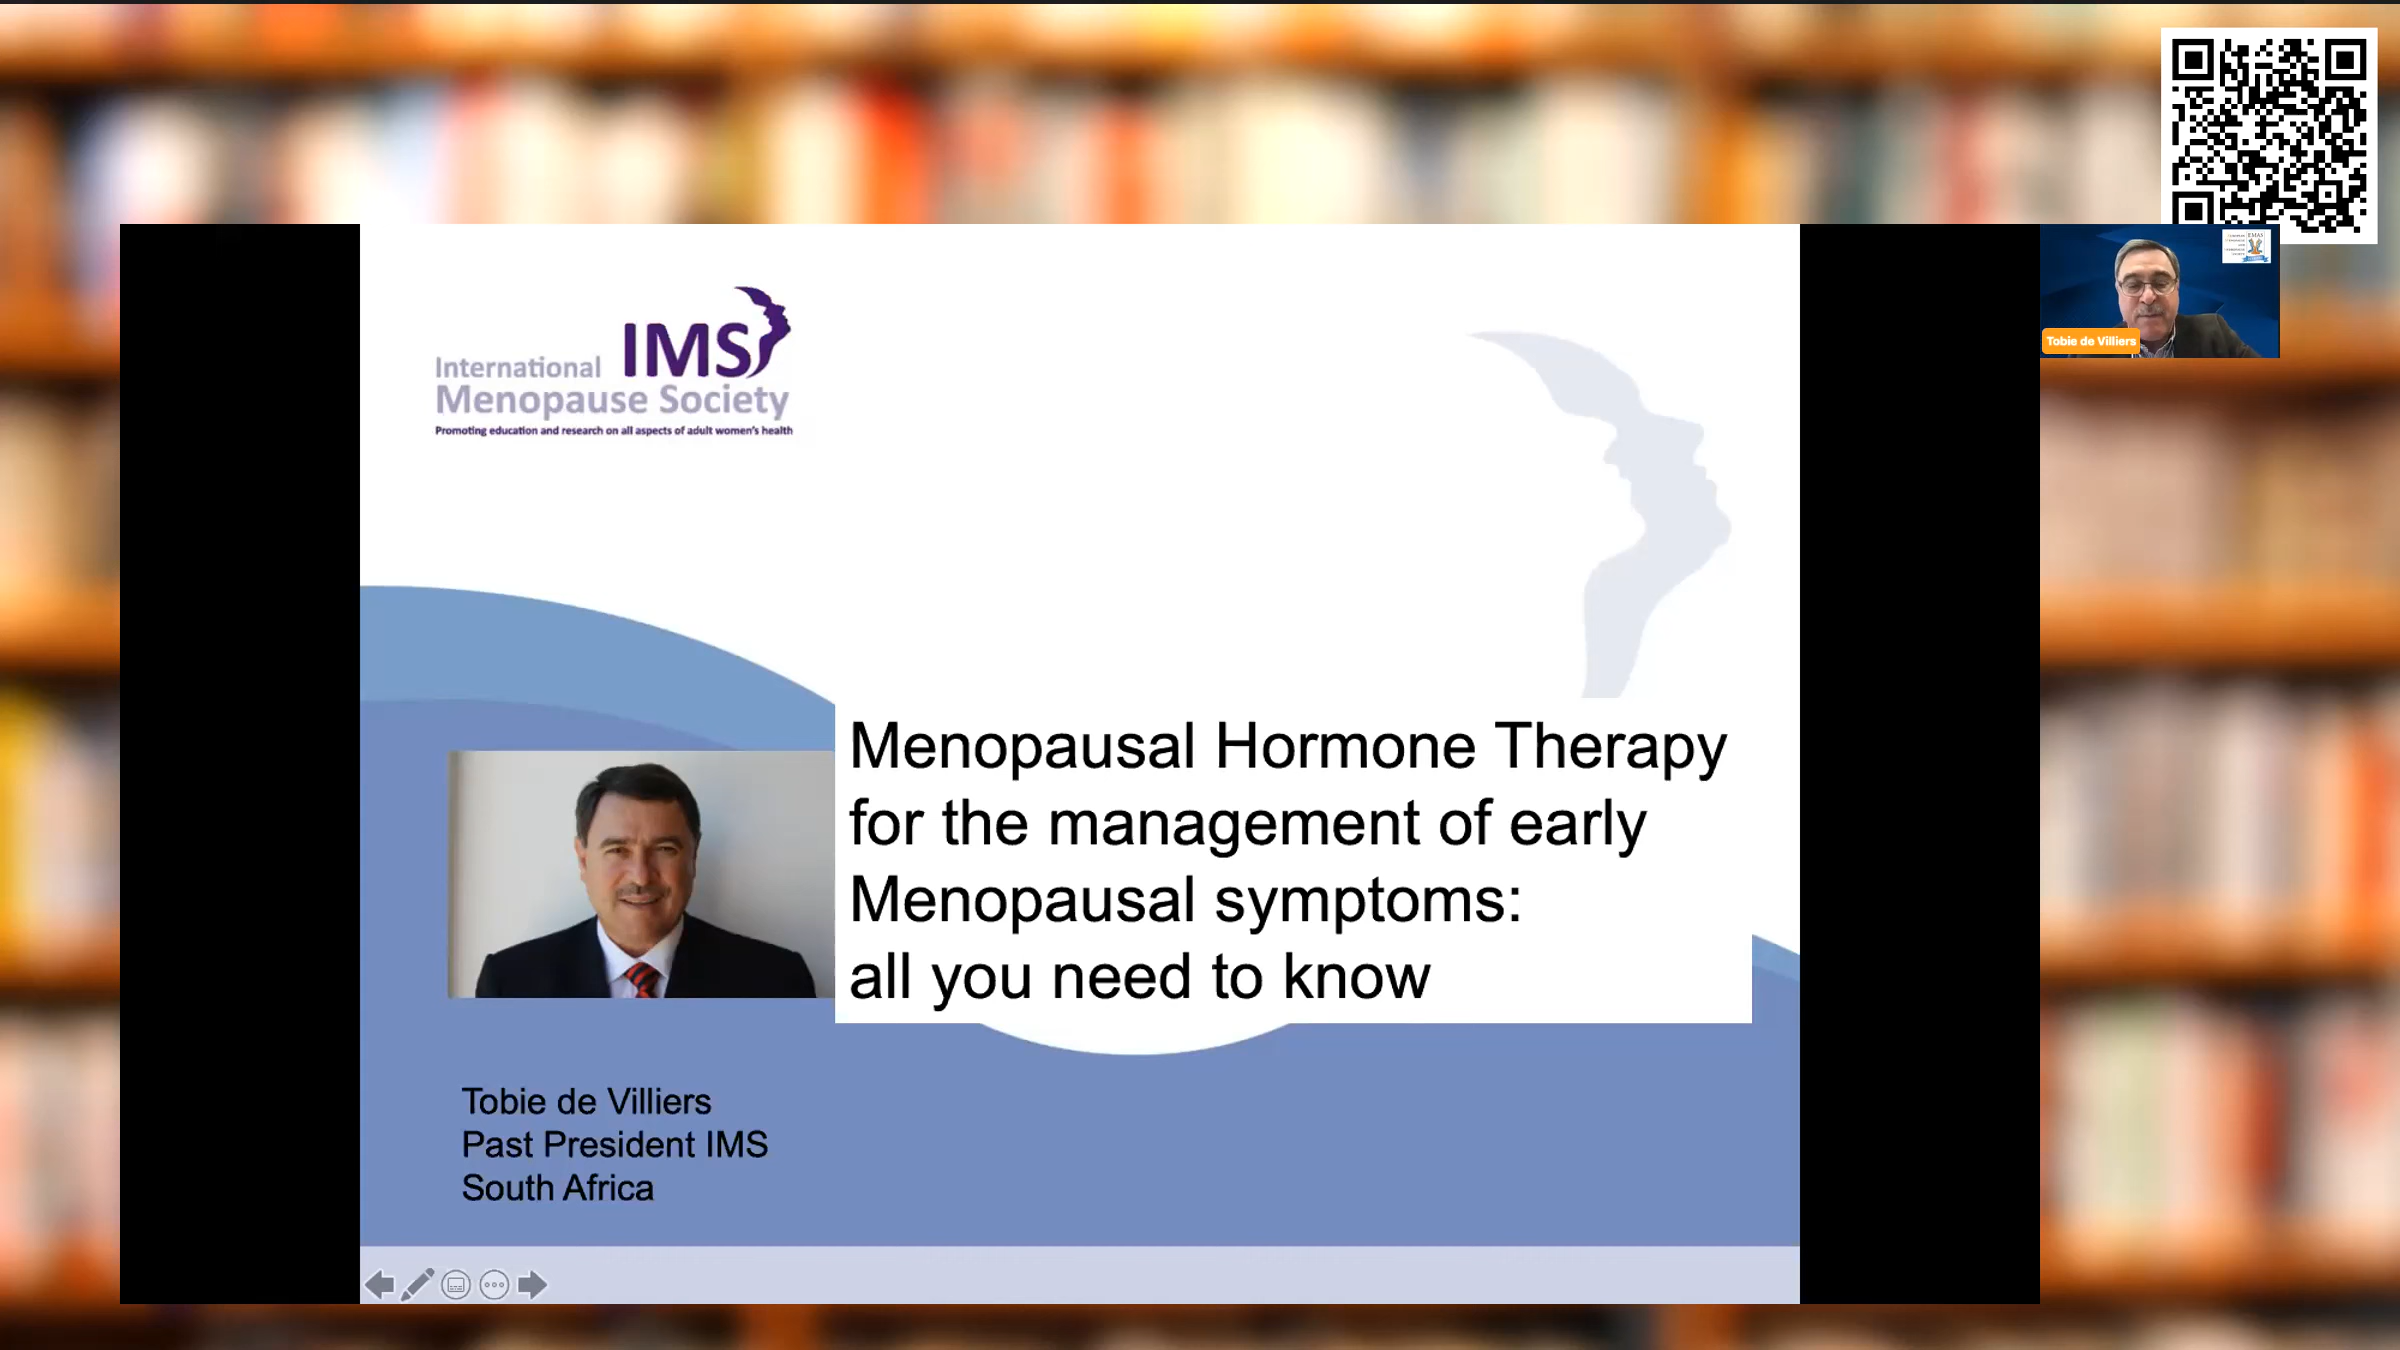 IMS
International
Menopause Society
Promoting education and research on all aspects of adult women's health
EMAS
Tobie de Villiers
Menopausal Hormone Therapy
for the management of early
Menopausal symptoms:
all you need to know
Tobie de Villiers
Past President IMS
South Africa